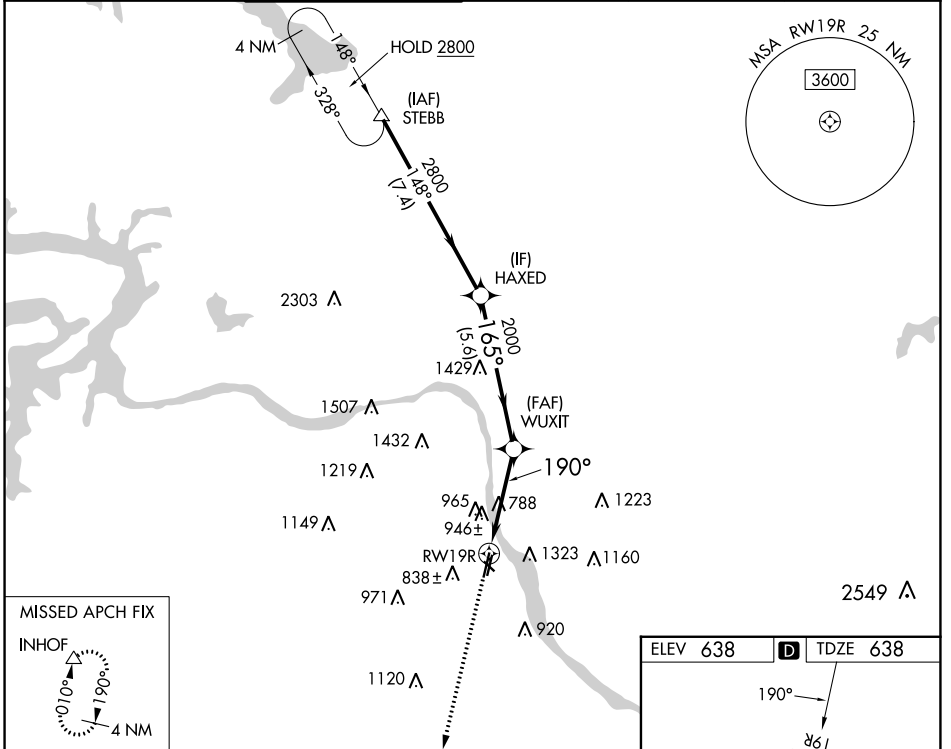 4 NM
148°
HOLD 2800
328°
(IAF)
STEBB
MSA RW19R 25 NM
3600
2800
148°
(7.4)
(IF)
HAXED
2303
2000
165°
(5.6)
1429
1507
(FAF)
WUXIT
1432
1219
190°
965
788
1223
946±
1149
RW19R
1323
1160
838±
971
2549
920
1120
MISSED APCH FIX
INHOF
010°
190°
4 NM
ELEV 638
D
TDZE 638
190°
19R